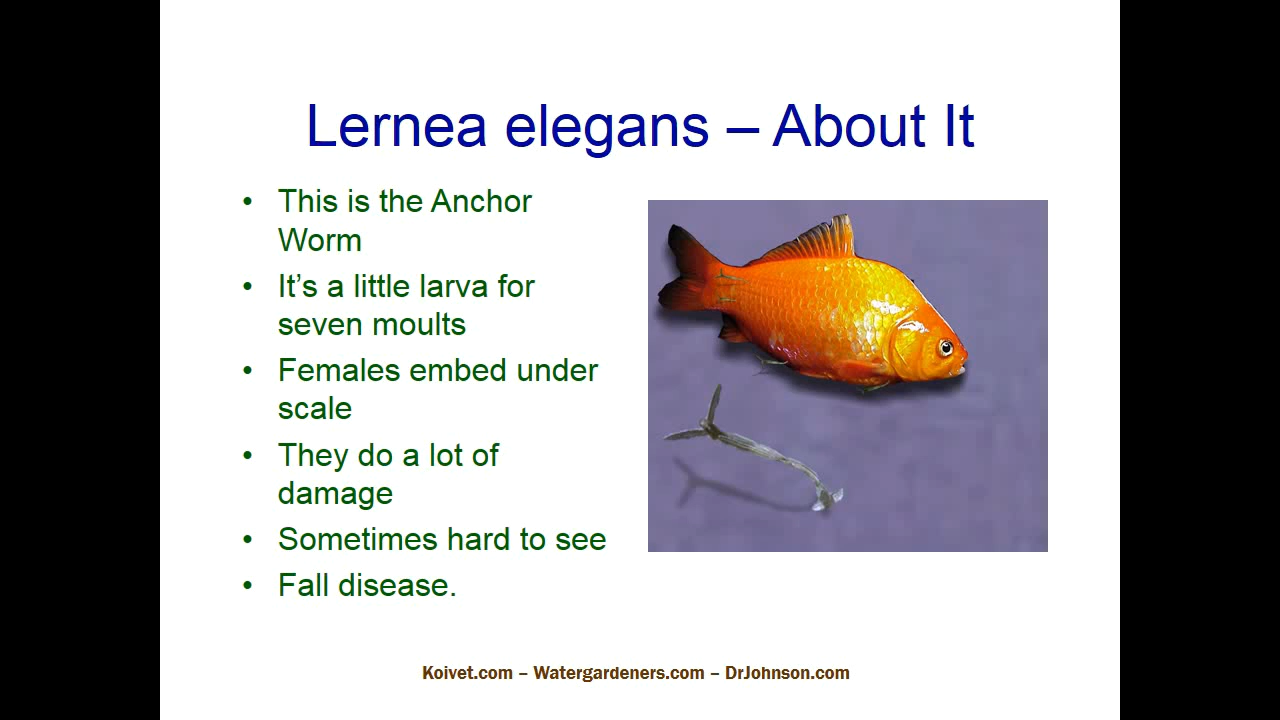 Lernea elegans – About It
• This is the Anchor
Worm
• It’s a little larva for
seven moults
• Females embed under
scale
• They do a lot of
damage
• Sometimes hard to see
• Fall disease.
Koivet.com – Watergardeners.com – DrJohnson.com